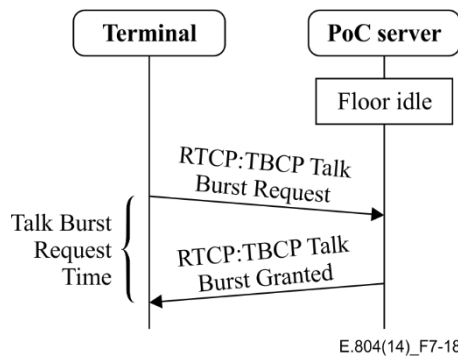 Terminal
PoC server
Floor idle
RTCP:TBCP Talk
Burst Request
Talk Burst
Request
Time
RTCP:TBCP Talk
Burst Granted
E.804(14)_F7-18